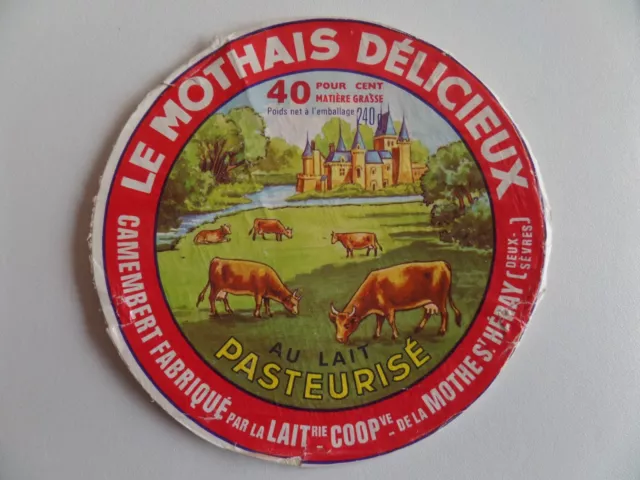 LE MOTHAIS DÉLICIEUX
40 POUR CENT
MATIÈRE GRASSE
Poids net à l'emballage 240g
AU LAIT
PASTEURISÉ
CAMEMBERT FABRIQUÉ PAR LA LAITRIE COOPVE - DE LA MOTHE ST HÉRAY (DEUX-
SÈVRES)